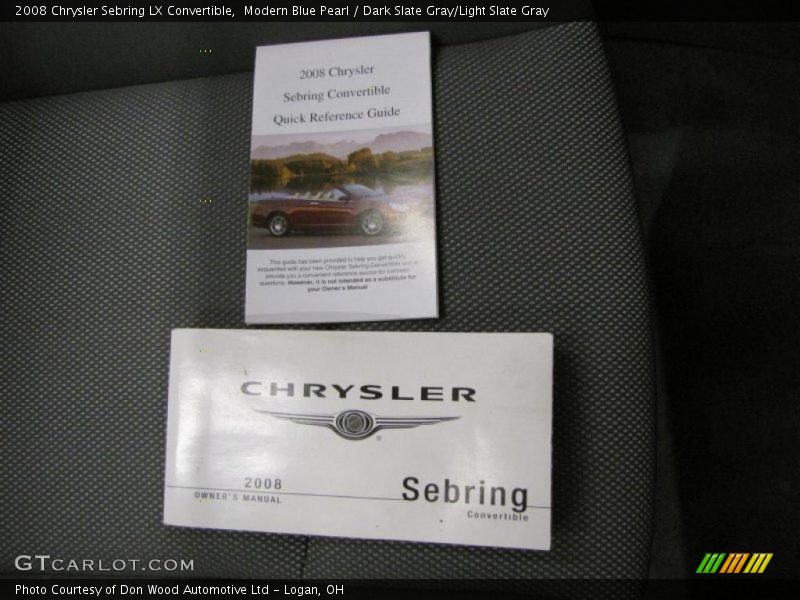 2008 Chrysler Sebring LX Convertible,  Modern Blue Pearl / Dark Slate Gray/Light Slate Gray
2008 Chrysler
Sebring Convertible
Quick Reference Guide
This guide has been provided to help you get quickly
acquainted with your new Chrysler Sebring Convertible and to
provide you a convenient reference source for common
questions. However, it is not intended as a substitute for
your Owner's Manual
CHRYSLER
2008
OWNER'S MANUAL
Sebring
Convertible
GTCARLOT.COM
Photo Courtesy of Don Wood Automotive Ltd - Logan, OH